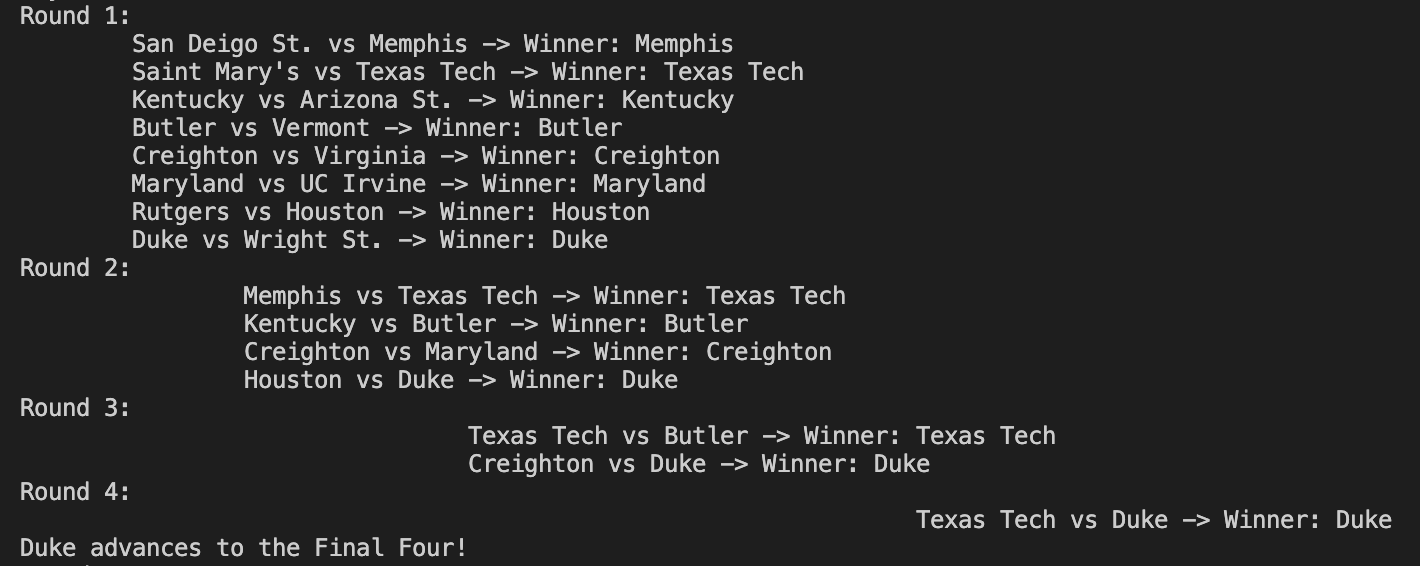 Round 1:
San Deigo St. vs Memphis -> Winner: Memphis
Saint Mary's vs Texas Tech -> Winner: Texas Tech
Kentucky vs Arizona St. -> Winner: Kentucky
Butler vs Vermont -> Winner: Butler
Creighton vs Virginia -> Winner: Creighton
Maryland vs UC Irvine -> Winner: Maryland
Rutgers vs Houston -> Winner: Houston
Duke vs Wright St. -> Winner: Duke
Round 2:
Memphis vs Texas Tech -> Winner: Texas Tech
Kentucky vs Butler -> Winner: Butler
Creighton vs Maryland -> Winner: Creighton
Houston vs Duke -> Winner: Duke
Round 3:
Texas Tech vs Butler -> Winner: Texas Tech
Creighton vs Duke -> Winner: Duke
Round 4:
Texas Tech vs Duke -> Winner: Duke
Duke advances to the Final Four!